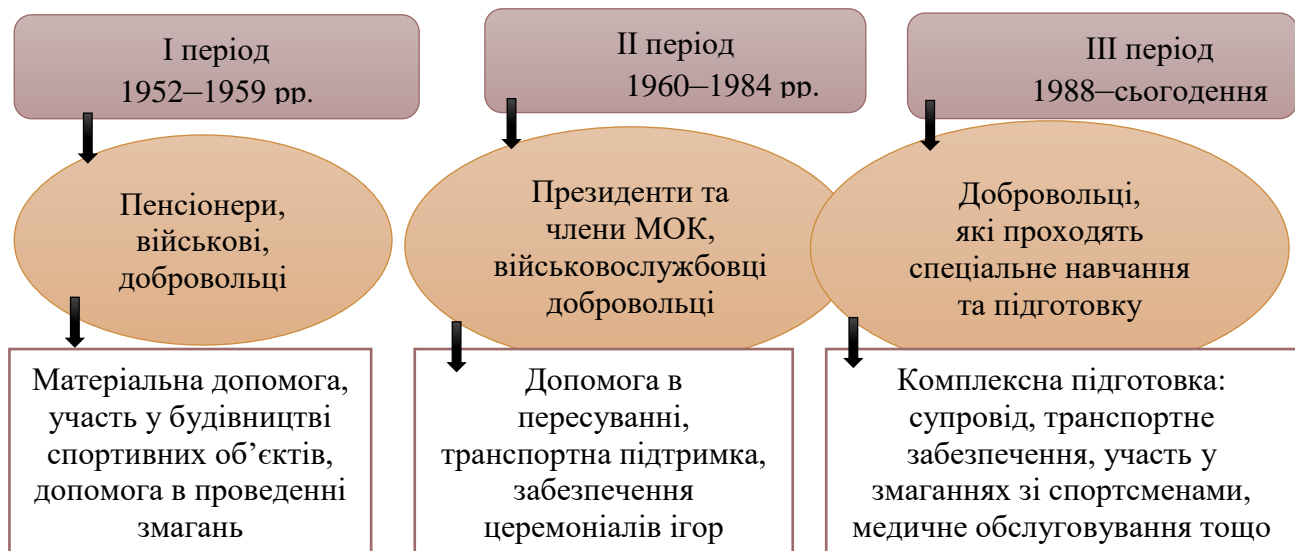 І період
1952–1959 рр.
ІІ період
1960–1984 рр.
ІІІ період
1988–сьогодення
Пенсіонери,
військові,
добровольці
Президенти та
члени МОК,
військовослужбовці
добровольці
Добровольці,
які проходять
спеціальне навчання
та підготовку
Матеріальна допомога,
участь у будівництві
спортивних об’єктів,
допомога в проведенні
змагань
Допомога в
пересуванні,
транспортна підтримка,
забезпечення
церемоніалів ігор
Комплексна підготовка:
супровід, транспортне
забезпечення, участь у
змаганнях зі спортсменами,
медичне обслуговування тощо